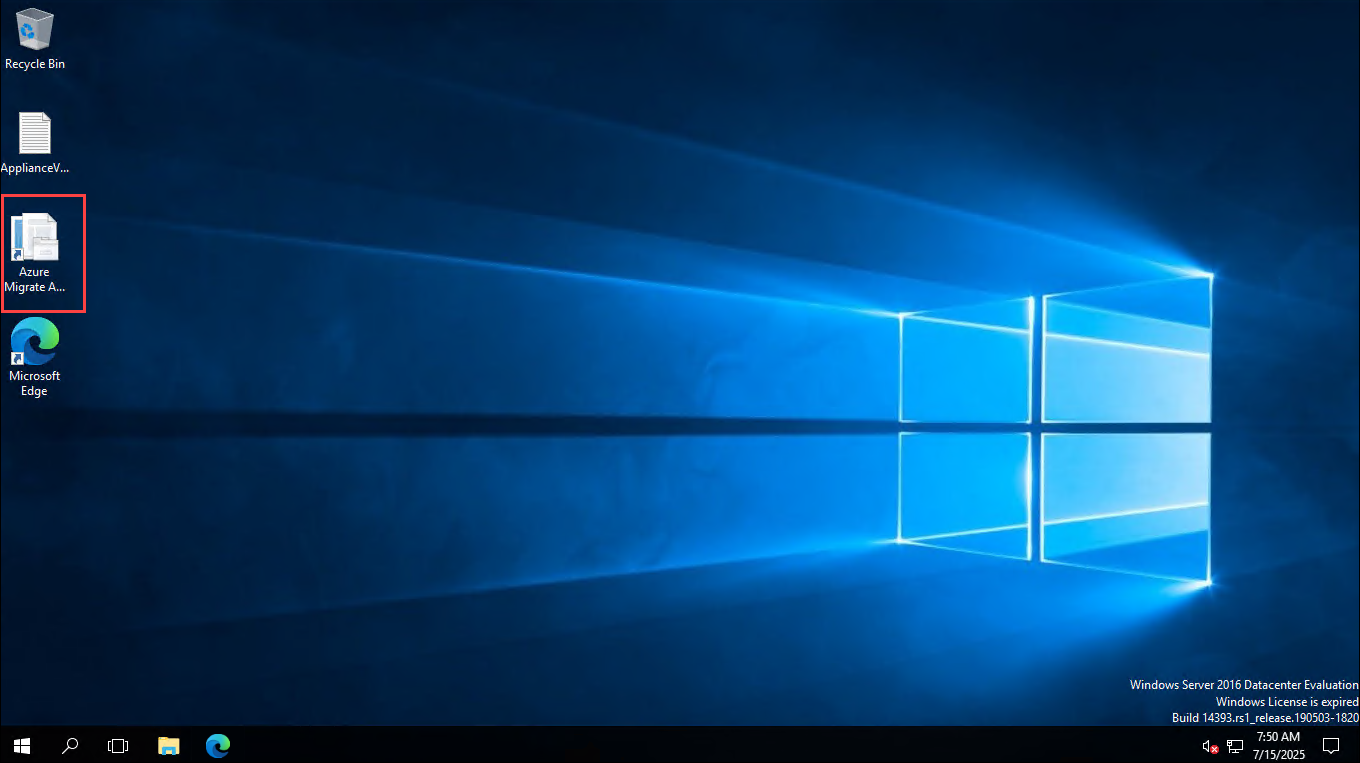 Recycle Bin
ApplianceV...
Azure
Migrate A...
Microsoft
Edge
Windows Server 2016 Datacenter Evaluation
Windows License is expired
Build 14393.rs1_release.190503-1820
7:50 AM
7/15/2025